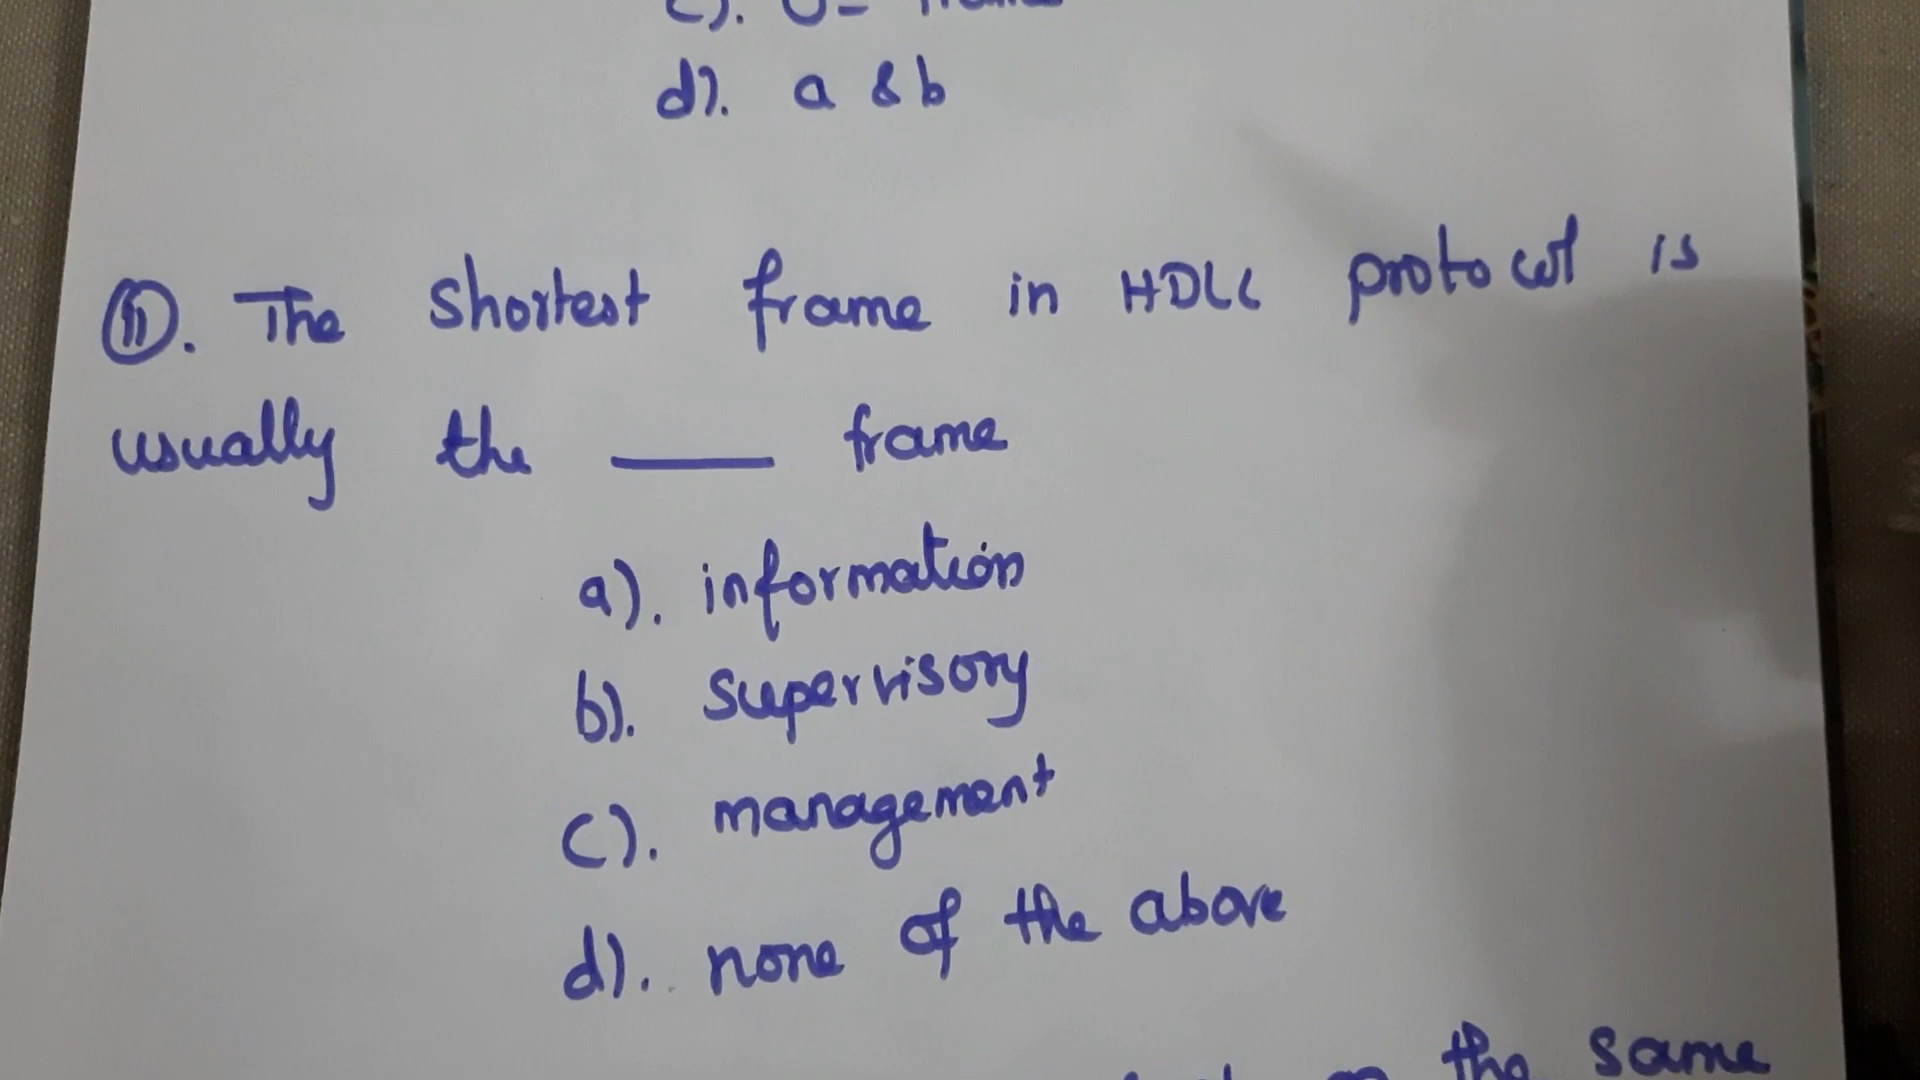 d). a & b
11. The shortest frame in HDLC protocol is
usually the ___ frame
a). information
b). Supervisory
c). management
d). none of the above
the same